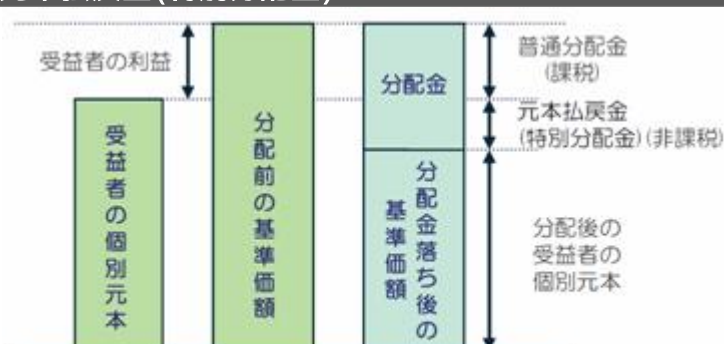 受益者の利益
受益者の個別元本
分配前の基準価額
分配金
分配金落ち後の
基準価額
普通分配金
(課税)
元本払戻金
(特別分配金)(非課税)
分配後の
受益者の
個別元本